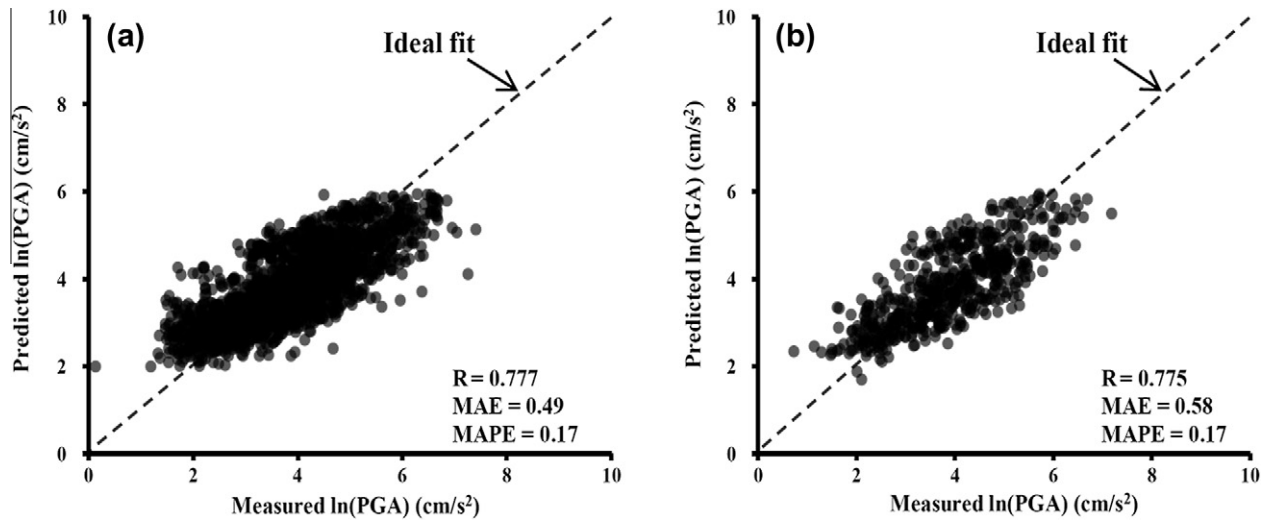 (a)
Ideal fit
10
8
6
4
2
0
Predicted ln(PGA) (cm/s²)
R = 0.777
MAE = 0.49
MAPE = 0.17
0 2 4 6 8 10
Measured ln(PGA) (cm/s²)
(b)
Ideal fit
10
8
6
4
2
0
Predicted ln(PGA) (cm/s²)
R = 0.775
MAE = 0.58
MAPE = 0.17
0 2 4 6 8 10
Measured ln(PGA) (cm/s²)